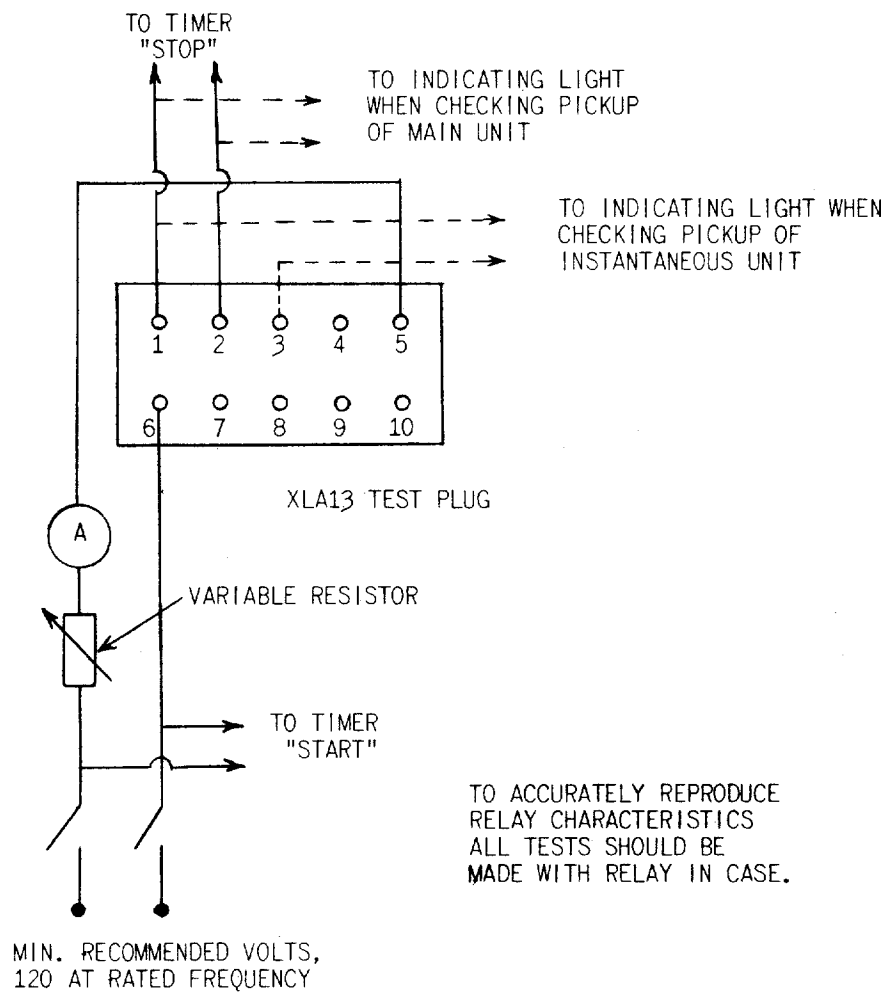 TO TIMER
"STOP"
TO INDICATING LIGHT
WHEN CHECKING PICKUP
OF MAIN UNIT
TO INDICATING LIGHT WHEN
CHECKING PICKUP OF
INSTANTANEOUS UNIT
1 2 3 4 5
6 7 8 9 10
XLA13 TEST PLUG
A
VARIABLE RESISTOR
TO TIMER
"START"
TO ACCURATELY REPRODUCE
RELAY CHARACTERISTICS
ALL TESTS SHOULD BE
MADE WITH RELAY IN CASE.
MIN. RECOMMENDED VOLTS,
120 AT RATED FREQUENCY